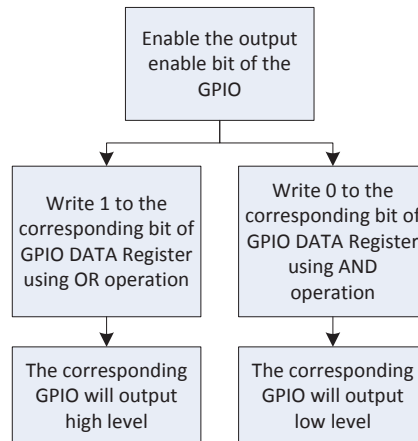 Enable the output
enable bit of the
GPIO
Write 1 to the
corresponding bit of
GPIO DATA Register
using OR operation
Write 0 to the
corresponding bit of
GPIO DATA Register
using AND
operation
The corresponding
GPIO will output
high level
The corresponding
GPIO will output
low level